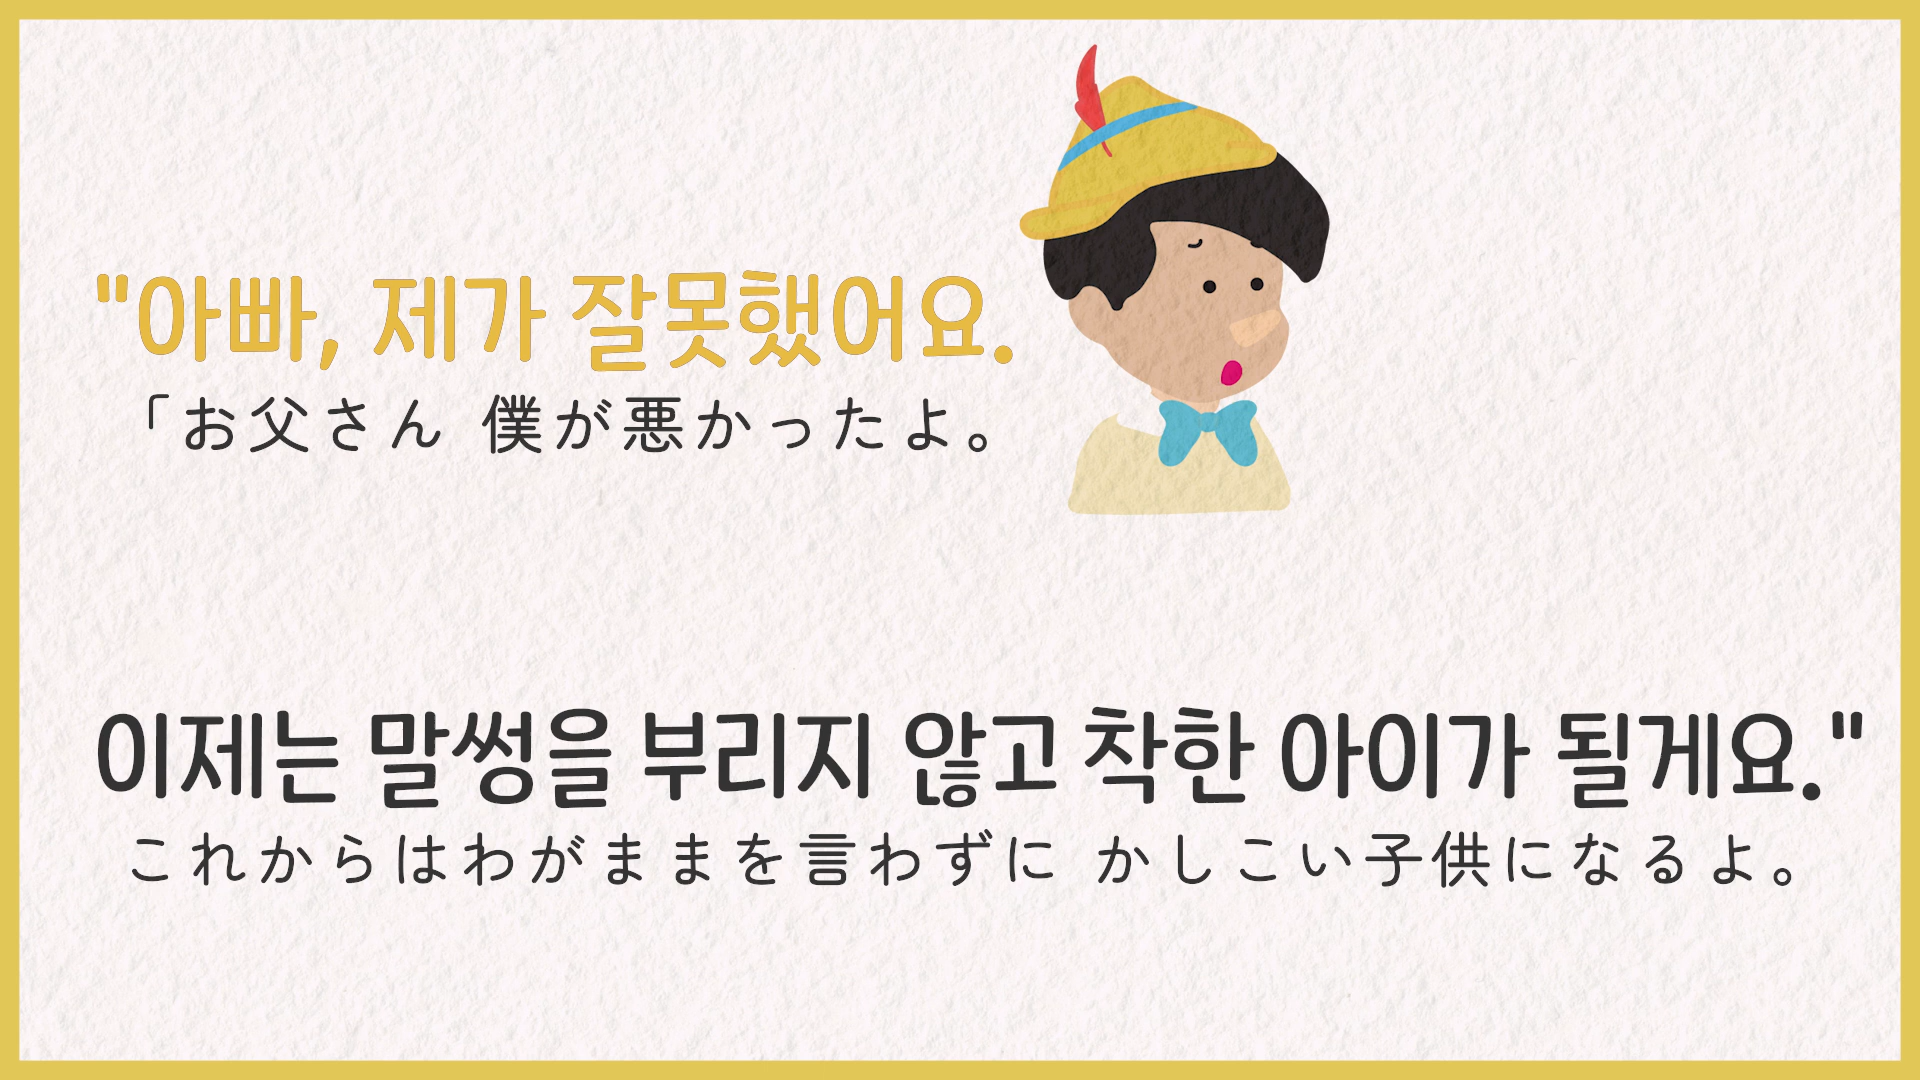 "아빠, 제가 잘못했어요.
「お父さん 僕が悪かったよ。
이제는 말썽을 부리지 않고 착한 아이가 될게요."
これからはわがままを言わずに かしこい子供になるよ。